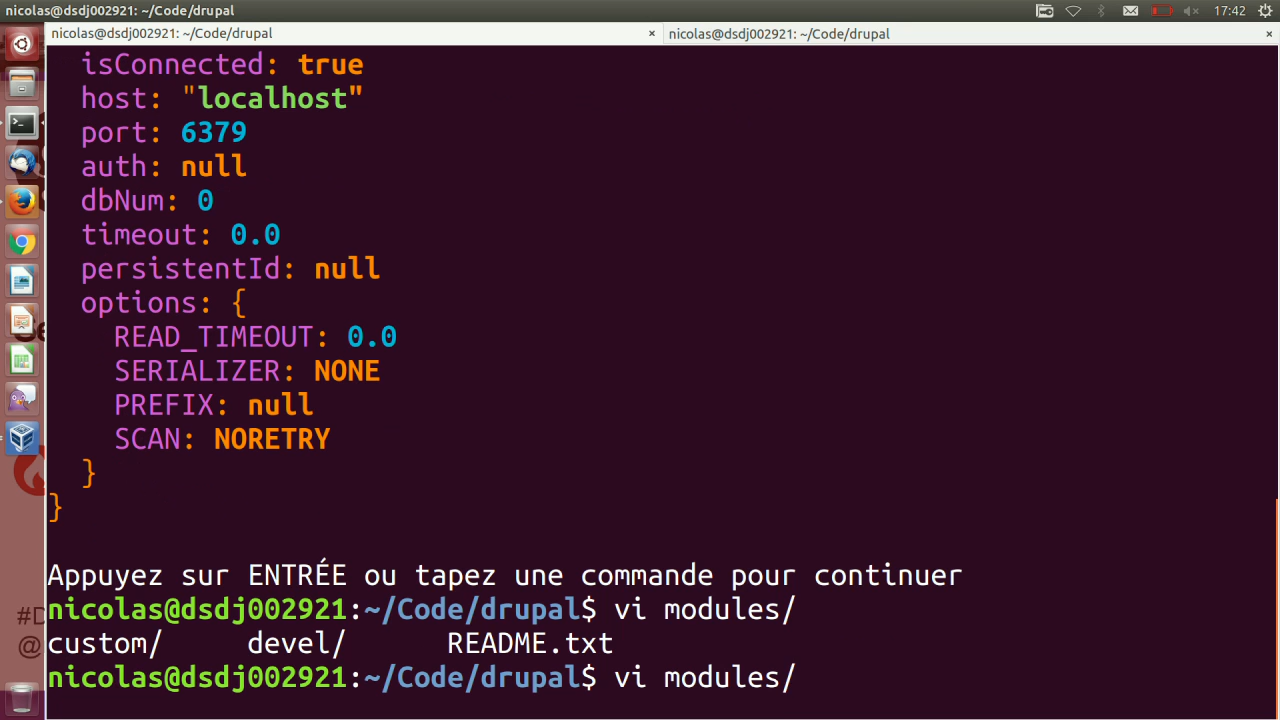 nicolas@dsdj002921: ~/Code/drupal
17:42
nicolas@dsdj002921: ~/Code/drupal ×
nicolas@dsdj002921: ~/Code/drupal ×
isConnected: true
host: "localhost"
port: 6379
auth: null
dbNum: 0
timeout: 0.0
persistentId: null
options: {
READ_TIMEOUT: 0.0
SERIALIZER: NONE
PREFIX: null
SCAN: NORETRY
}
}
Appuyez sur ENTRÉE ou tapez une commande pour continuer
nicolas@dsdj002921:~/Code/drupal$ vi modules/
custom/ devel/ README.txt
nicolas@dsdj002921:~/Code/drupal$ vi modules/
#D
@